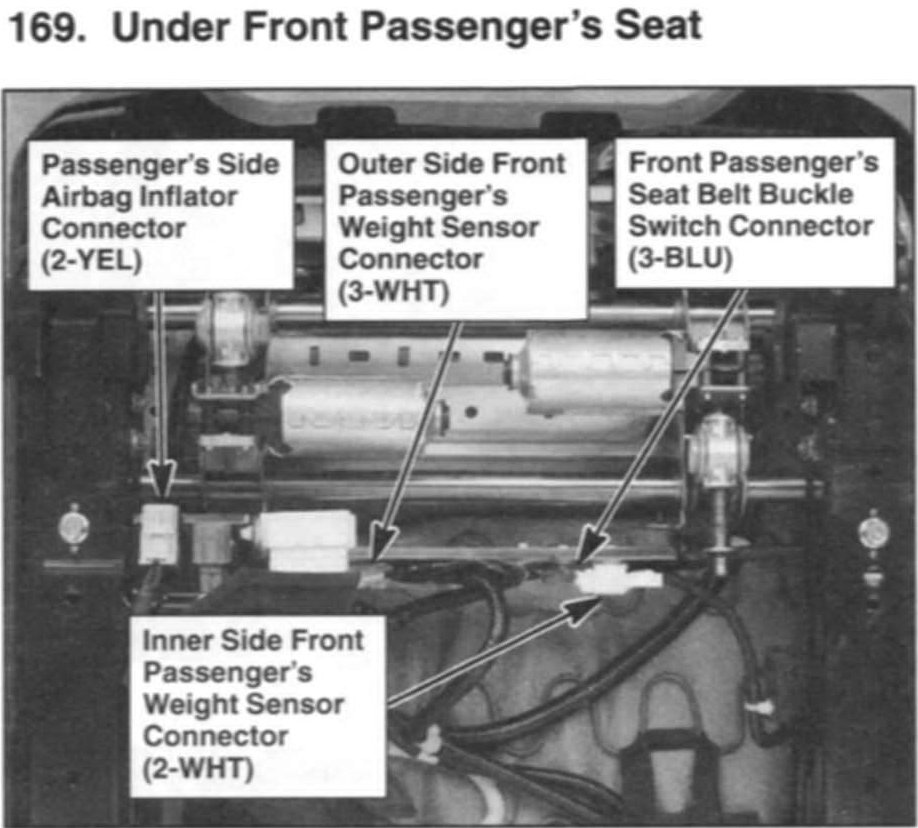 169. Under Front Passenger's Seat
Passenger's Side
Airbag Inflator
Connector
(2-YEL)
Outer Side Front
Passenger's
Weight Sensor
Connector
(3-WHT)
Front Passenger's
Seat Belt Buckle
Switch Connector
(3-BLU)
Inner Side Front
Passenger's
Weight Sensor
Connector
(2-WHT)